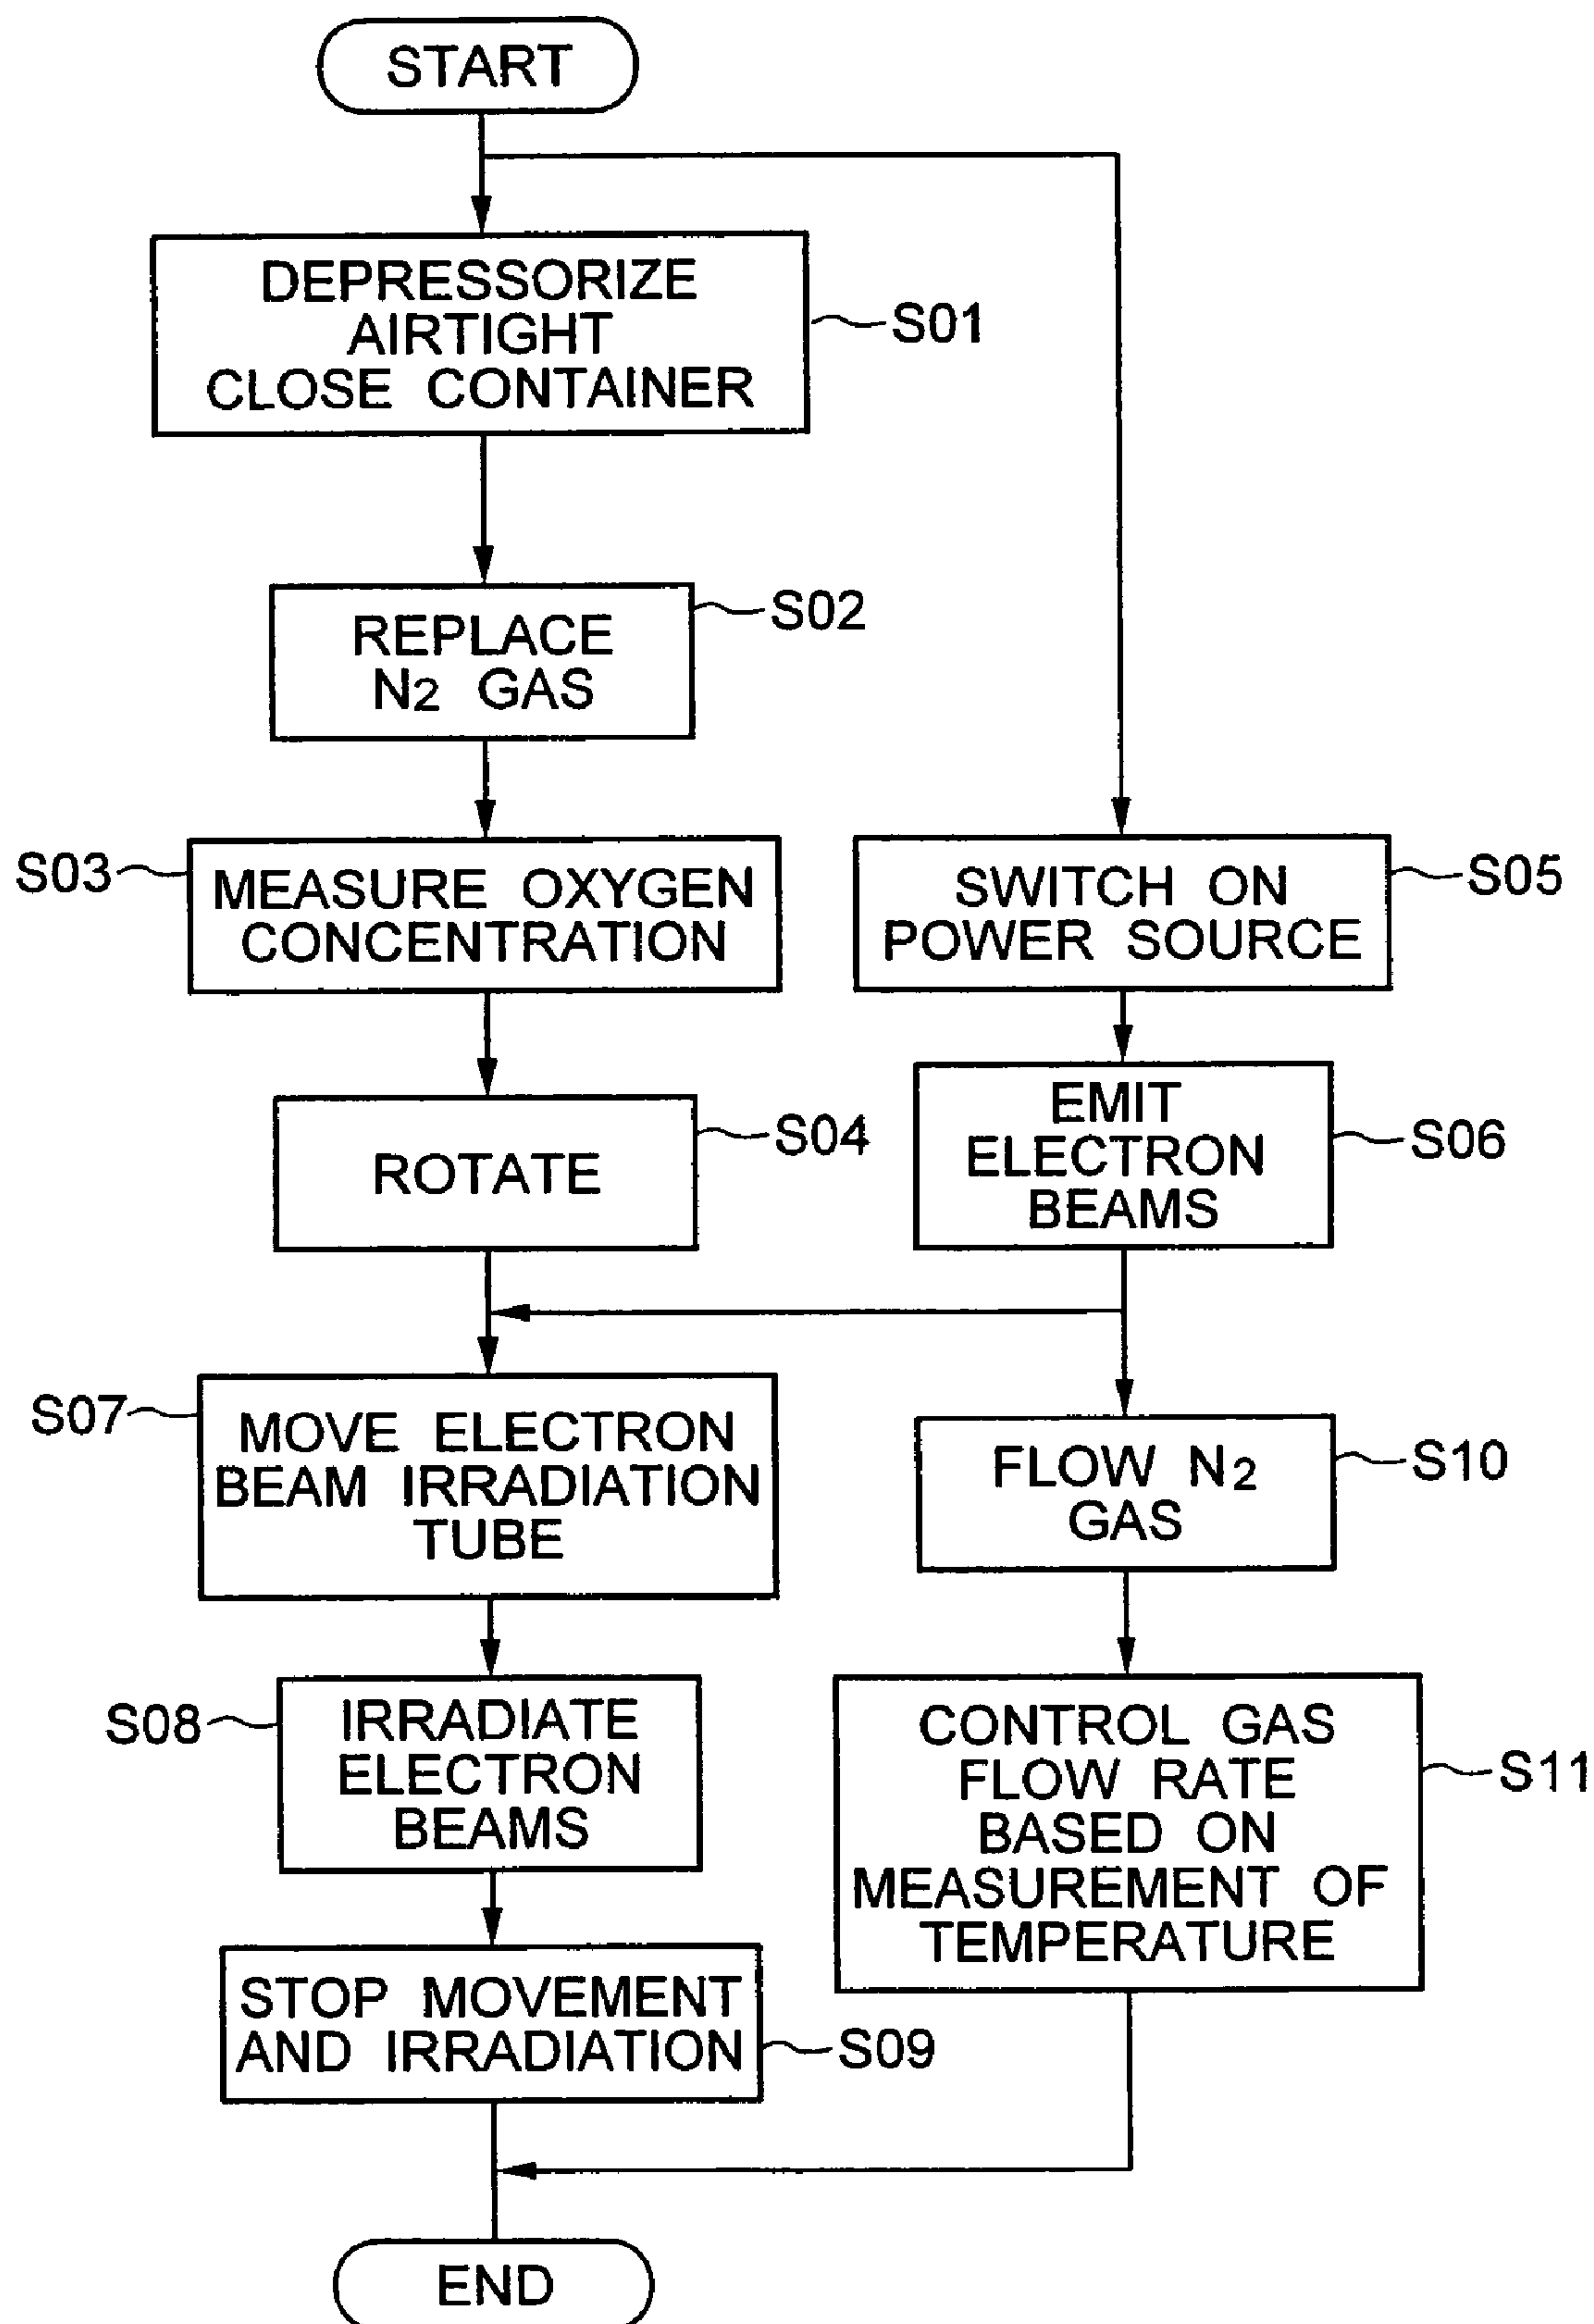 START
DEPRESSORIZE
AIRTIGHT
CLOSE CONTAINER
S01
REPLACE
N2 GAS
S02
S03
MEASURE OXYGEN
CONCENTRATION
SWITCH ON
POWER SOURCE
S05
ROTATE
S04
EMIT
ELECTRON
BEAMS
S06
S07
MOVE ELECTRON
BEAM IRRADIATION
TUBE
FLOW N2
GAS
S10
S08
IRRADIATE
ELECTRON
BEAMS
CONTROL GAS
FLOW RATE
BASED ON
MEASUREMENT OF
TEMPERATURE
S11
STOP MOVEMENT
AND IRRADIATION
S09
END